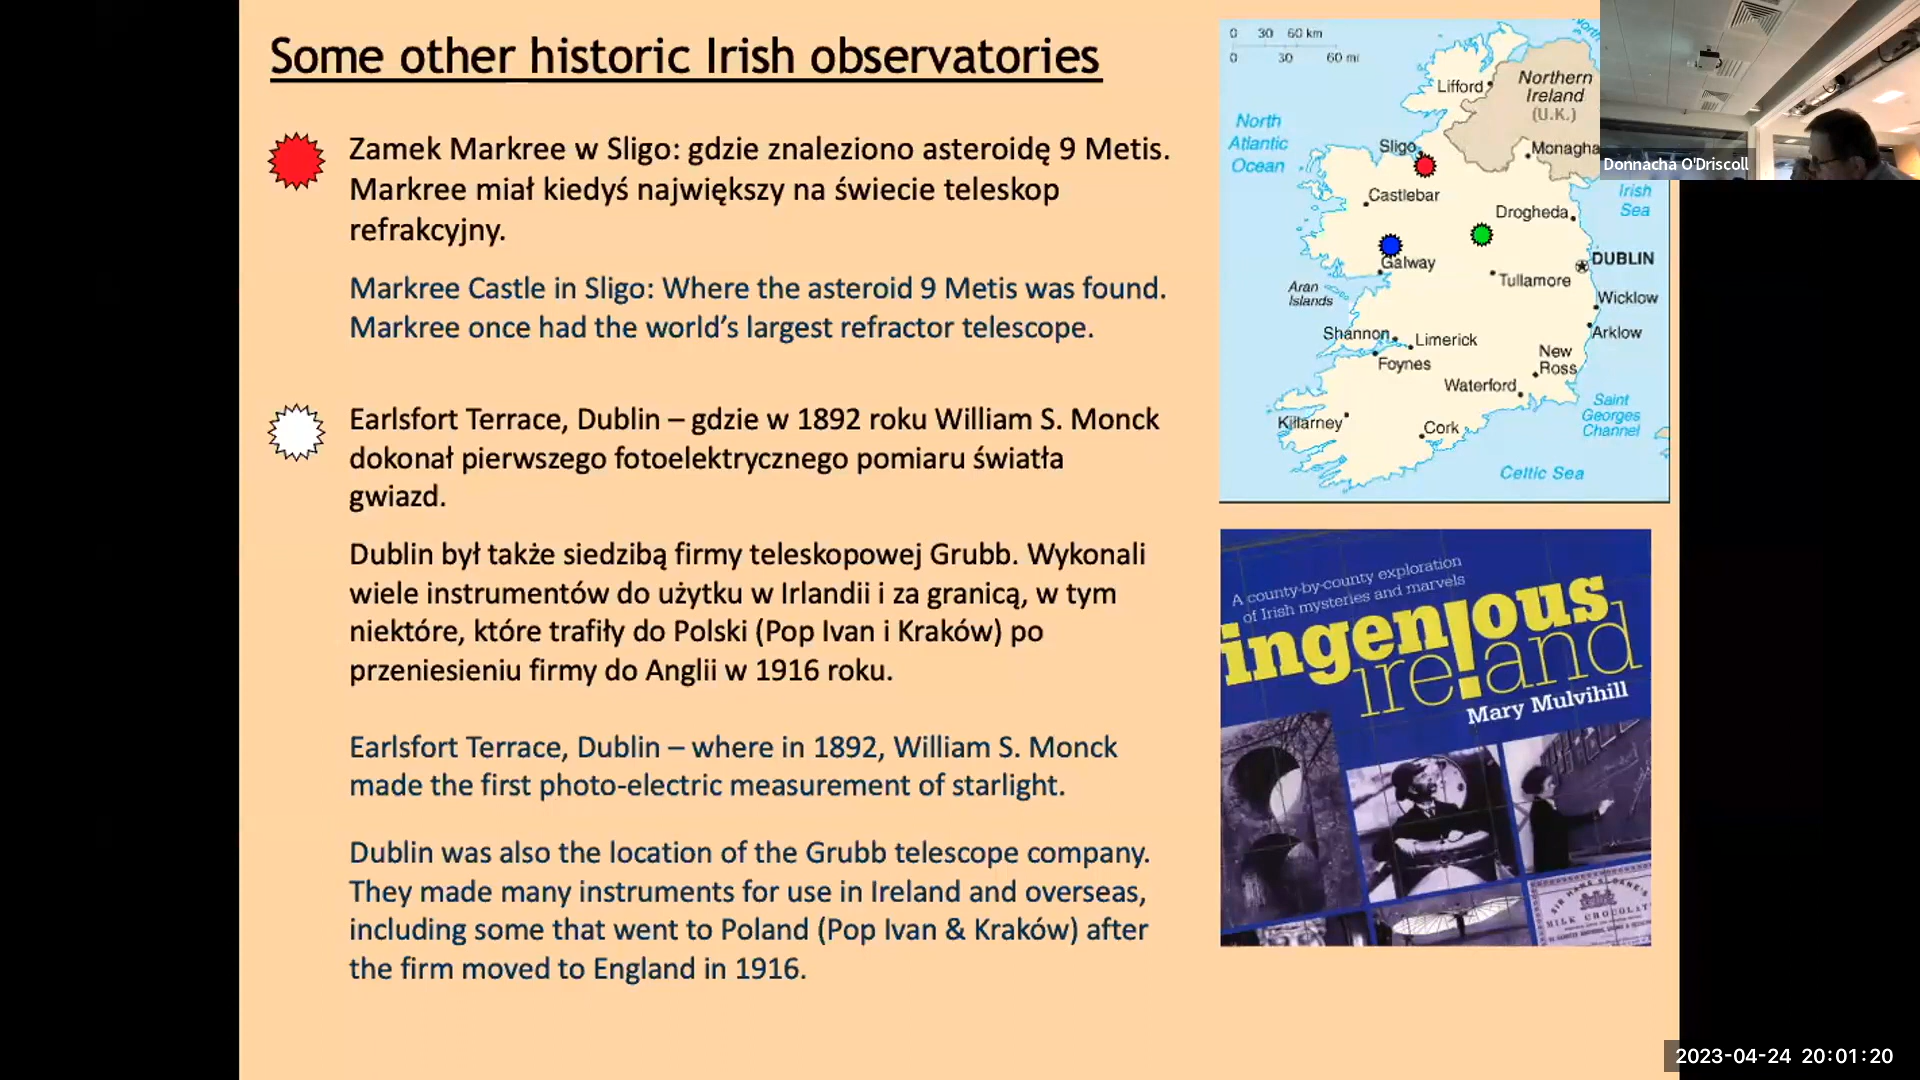 Some other historic Irish observatories
Zamek Markree w Sligo: gdzie znaleziono asteroidę 9 Metis.
Markree miał kiedyś największy na świecie teleskop
refrakcyjny.
Markree Castle in Sligo: Where the asteroid 9 Metis was found.
Markree once had the world's largest refractor telescope.
Earlsfort Terrace, Dublin – gdzie w 1892 roku William S. Monck
dokonał pierwszego fotoelektrycznego pomiaru światła
gwiazd.
Dublin był także siedzibą firmy teleskopowej Grubb. Wykonali
wiele instrumentów do użytku w Irlandii i za granicą, w tym
niektóre, które trafiły do Polski (Pop Ivan i Kraków) po
przeniesieniu firmy do Anglii w 1916 roku.
Earlsfort Terrace, Dublin – where in 1892, William S. Monck
made the first photo-electric measurement of starlight.
Dublin was also the location of the Grubb telescope company.
They made many instruments for use in Ireland and overseas,
including some that went to Poland (Pop Ivan & Kraków) after
the firm moved to England in 1916.
0 30 60 km
0 30 60 mi
North
Atlantic
Ocean
Lifford
Northern
Ireland
(U.K.)
Sligo
Monagha
Castlebar
Drogheda
Irish
Sea
Galway
DUBLIN
Tullamore
Aran
Islands
Wicklow
Shannon
Limerick
Arklow
Foynes
New
Ross
Waterford
Saint
Georges
Channel
Killarney
Cork
Celtic Sea
A county-by-county exploration
of Irish mysteries and marvels
ingen!ous
ire!and
Mary Mulvihill
SIR HANS SLOANE'S
MILK CHOCOLAT
Donnacha O'Driscoll
2023-04-24 20:01:20